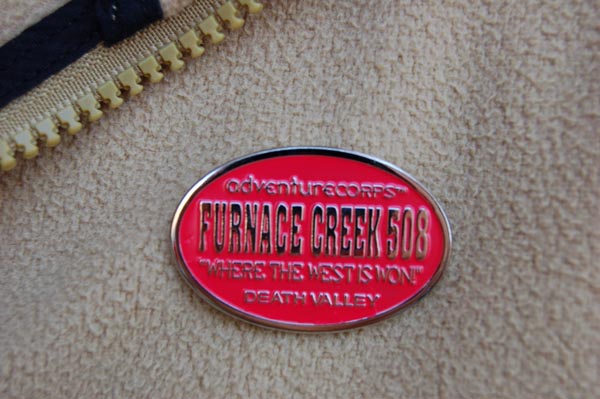 adventureCORPS™
FURNACE CREEK 508
"WHERE THE WEST IS WON!"
DEATH VALLEY